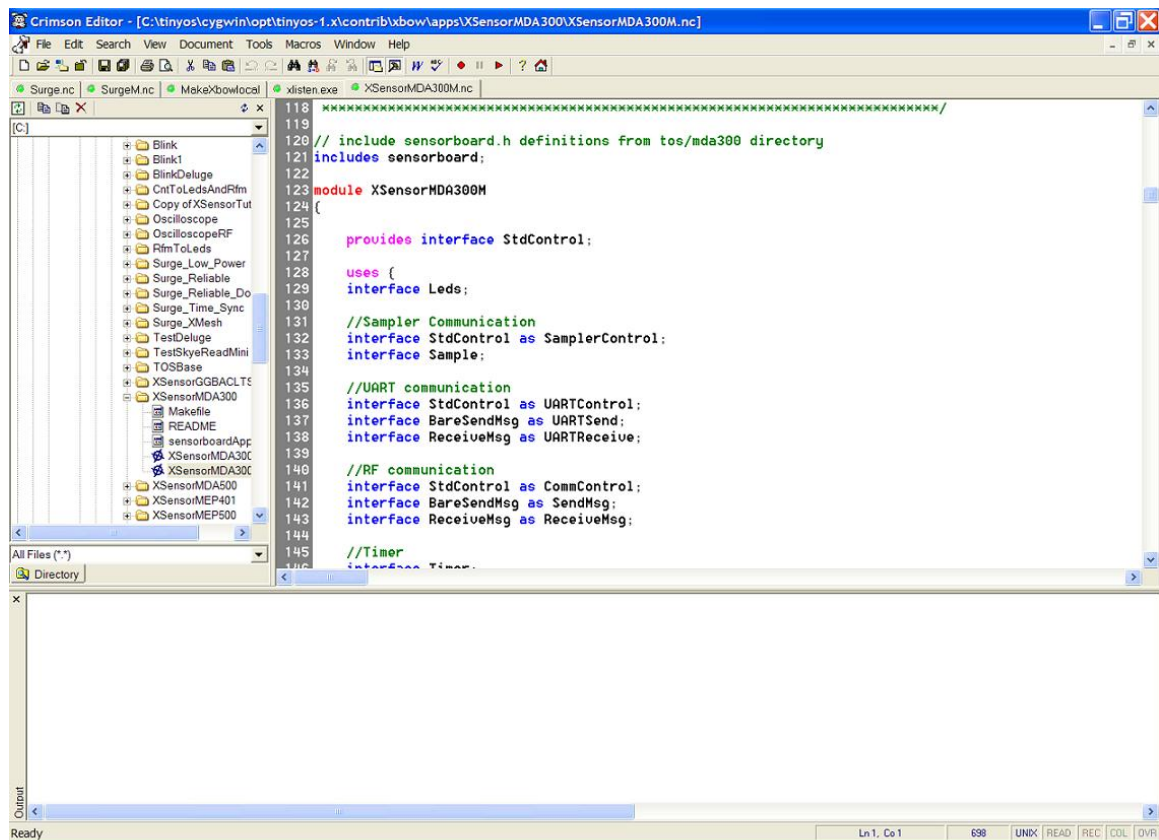 Crimson Editor - [C:\tinyos\cygwin\opt\tinyos-1.x\contrib\xbow\apps\XSensorMDA300\XSensorMDA300M.nc]
File Edit Search View Document Tools Macros Window Help
Surge.nc SurgeM.nc MakeXbowlocal xlisten.exe XSensorMDA300M.nc
[C:]
Blink
Blink1
BlinkDeluge
CntToLedsAndRfm
Copy of XSensorTut
Oscilloscope
OscilloscopeRF
RfmToLeds
Surge_Low_Power
Surge_Reliable
Surge_Reliable_Do
Surge_Time_Sync
Surge_XMesh
TestDeluge
TestSkyeReadMini
TOSBase
XSensorGGBACLTS
XSensorMDA300
Makefile
README
sensorboardApp
XSensorMDA300
XSensorMDA300
XSensorMDA500
XSensorMEP401
XSensorMEP500
All Files (*.*)
Directory
118
119
120 // include sensorboard.h definitions from tos/mda300 directory
121 includes sensorboard;
122
123 module XSensorMDA300M
124 {
125
126 provides interface StdControl;
127
128 uses {
129 interface Leds;
130
131 //Sampler Communication
132 interface StdControl as SamplerControl;
133 interface Sample;
134
135 //UART communication
136 interface StdControl as UARTControl;
137 interface BareSendMsg as UARTSend;
138 interface ReceiveMsg as UARTReceive;
139
140 //RF communication
141 interface StdControl as CommControl;
142 interface BareSendMsg as SendMsg;
143 interface ReceiveMsg as ReceiveMsg;
144
145 //Timer
146 interface Timer;
Output
Ready Ln 1, Co 1 698 UNIX READ REC COL OVR